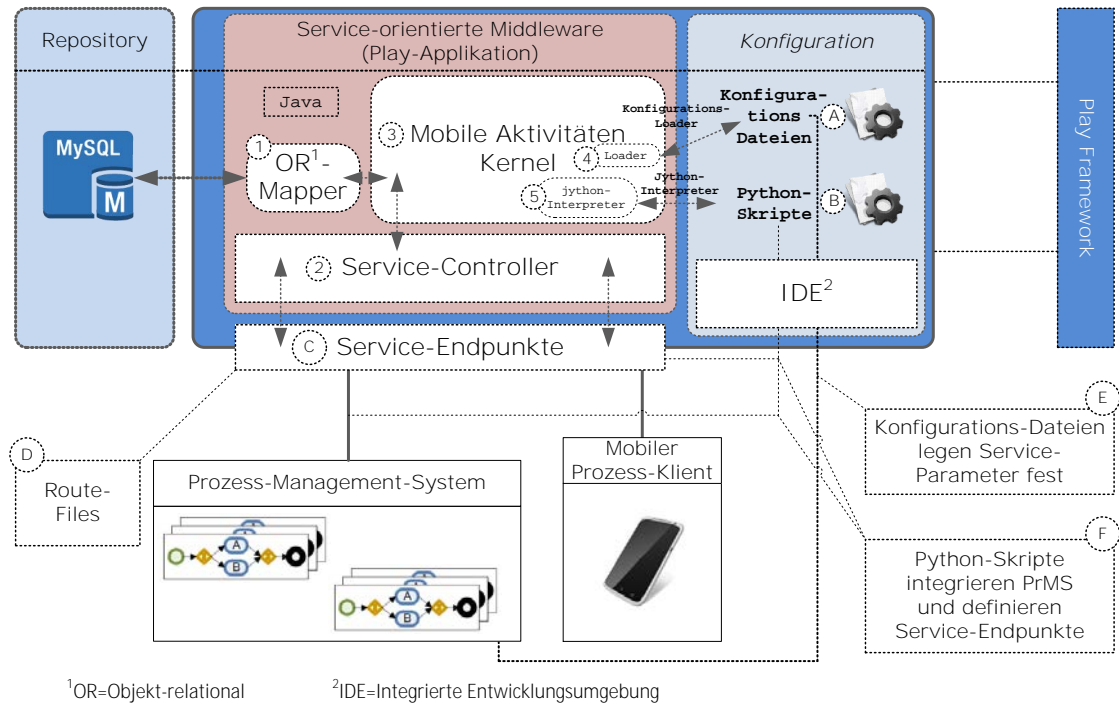 Repository
Service-orientierte Middleware
(Play-Applikation)
Konfiguration
Java
MySQL
M
1
OR¹-
Mapper
3
Mobile Aktivitäten
Kernel
4
Loader
5
jython-
Interpreter
Konfigurations-
Loader
Jython-
Interpreter
Konfigura-
tions
Dateien
A
Python-
Skripte
B
2
Service-Controller
IDE²
Play Framework
C
Service-Endpunkte
D
Route-
Files
Prozess-Management-System
A
B
A
B
Mobiler
Prozess-Klient
E
Konfigurations-Dateien
legen Service-
Parameter fest
F
Python-Skripte
integrieren PrMS
und definieren
Service-Endpunkte
¹OR=Objekt-relational
²IDE=Integrierte Entwicklungsumgebung